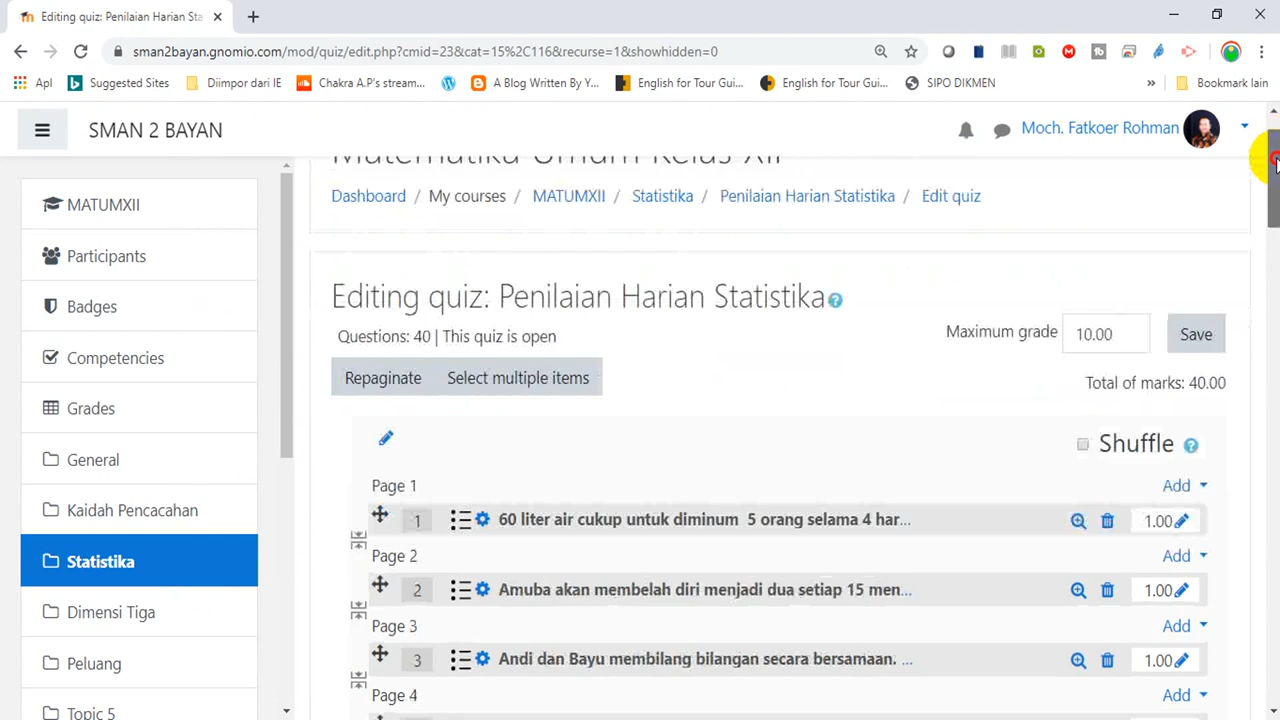 Editing quiz: Penilaian Harian Sta
sman2bayan.gnomio.com/mod/quiz/edit.php?cmid=23&cat=15%2C116&recurse=1&showhidden=0
Apl
Suggested Sites
Diimpor dari IE
Chakra A.P's stream...
A Blog Written By Y...
English for Tour Gui...
English for Tour Gui...
SIPO DIKMEN
»
Bookmark lain
SMAN 2 BAYAN
Moch. Fatkoer Rohman
Matematika Umum Kelas XII
Dashboard / My courses / MATUMXII / Statistika / Penilaian Harian Statistika / Edit quiz
MATUMXII
Participants
Badges
Competencies
Grades
General
Kaidah Pencacahan
Statistika
Dimensi Tiga
Peluang
Topic 5
Editing quiz: Penilaian Harian Statistika
Questions: 40 | This quiz is open
Maximum grade 10.00 Save
Repaginate Select multiple items
Total of marks: 40.00
Shuffle
Page 1 Add
1 60 liter air cukup untuk diminum 5 orang selama 4 har... 1.00
Page 2 Add
2 Amuba akan membelah diri menjadi dua setiap 15 men... 1.00
Page 3 Add
3 Andi dan Bayu membilang bilangan secara bersamaan. ... 1.00
Page 4 Add